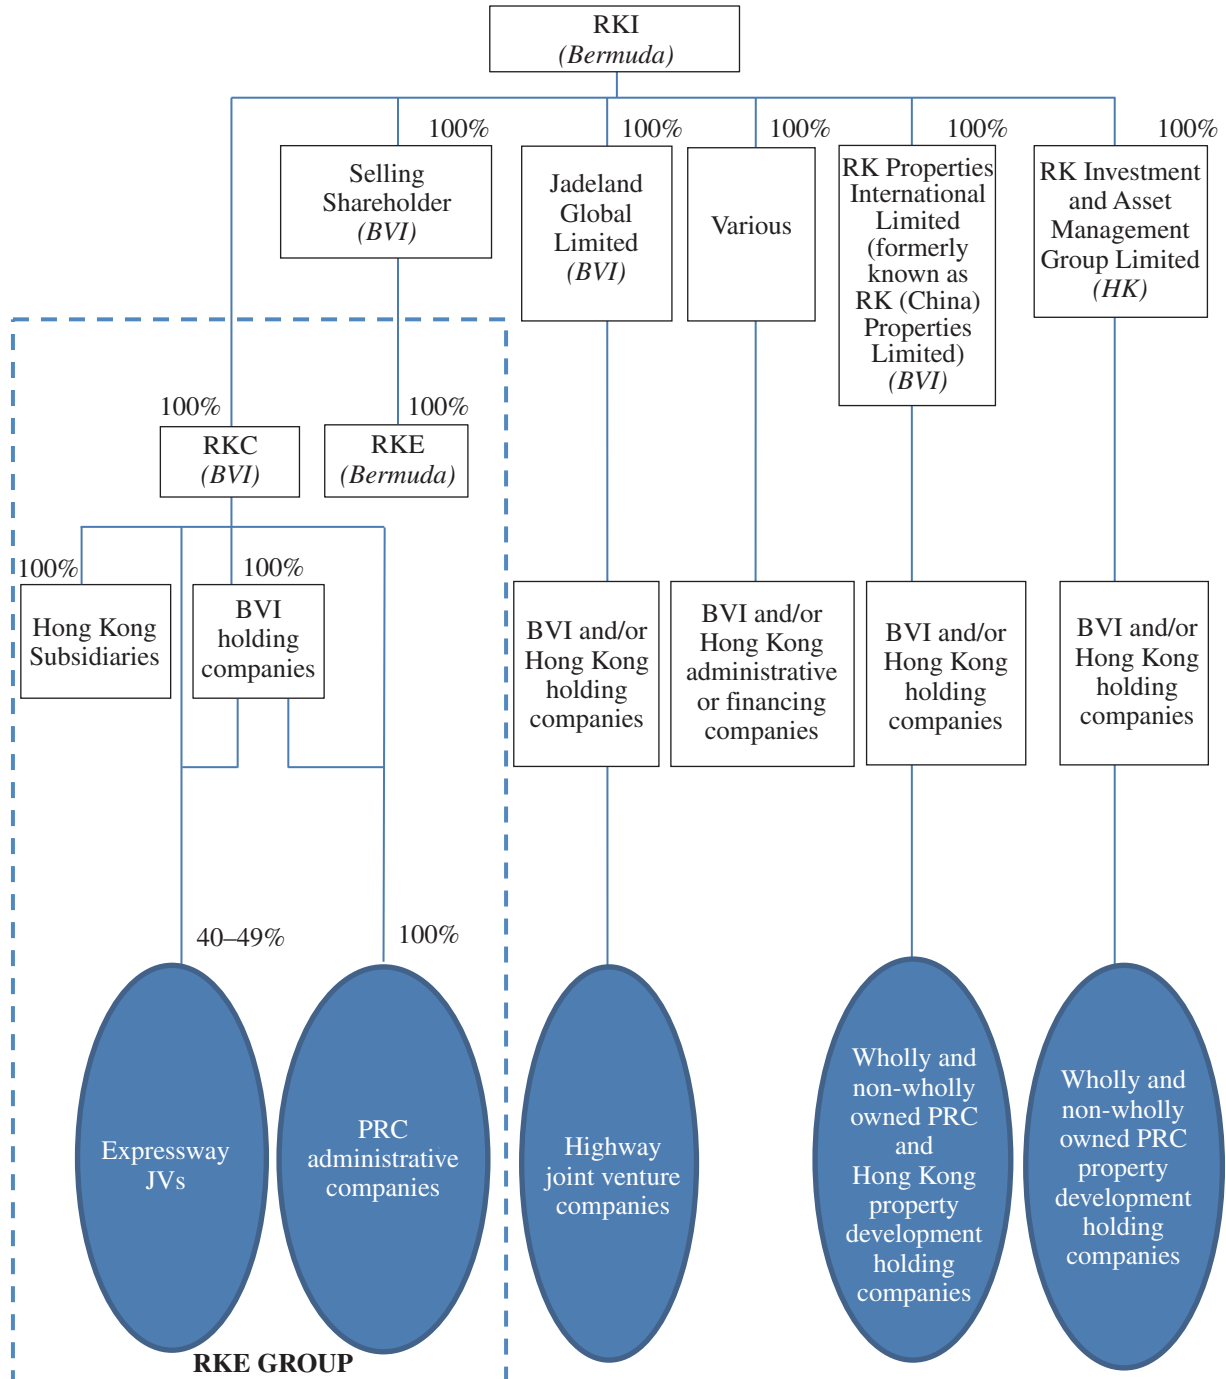 RKI
(Bermuda)
100%
100%
100%
100%
100%
Selling
Shareholder
(BVI)
Jadeland
Global
Limited
(BVI)
Various
RK Properties
International
Limited
(formerly
known as
RK (China)
Properties
Limited)
(BVI)
RK Investment
and Asset
Management
Group Limited
(HK)
100%
100%
RKC
(BVI)
RKE
(Bermuda)
100%
100%
Hong Kong
Subsidiaries
BVI
holding
companies
BVI and/or
Hong Kong
holding
companies
BVI and/or
Hong Kong
administrative
or financing
companies
BVI and/or
Hong Kong
holding
companies
BVI and/or
Hong Kong
holding
companies
40–49%
100%
Expressway
JVs
PRC
administrative
companies
Highway
joint venture
companies
Wholly and
non-wholly
owned PRC
and
Hong Kong
property
development
holding
companies
Wholly and
non-wholly
owned PRC
property
development
holding
companies
RKE GROUP